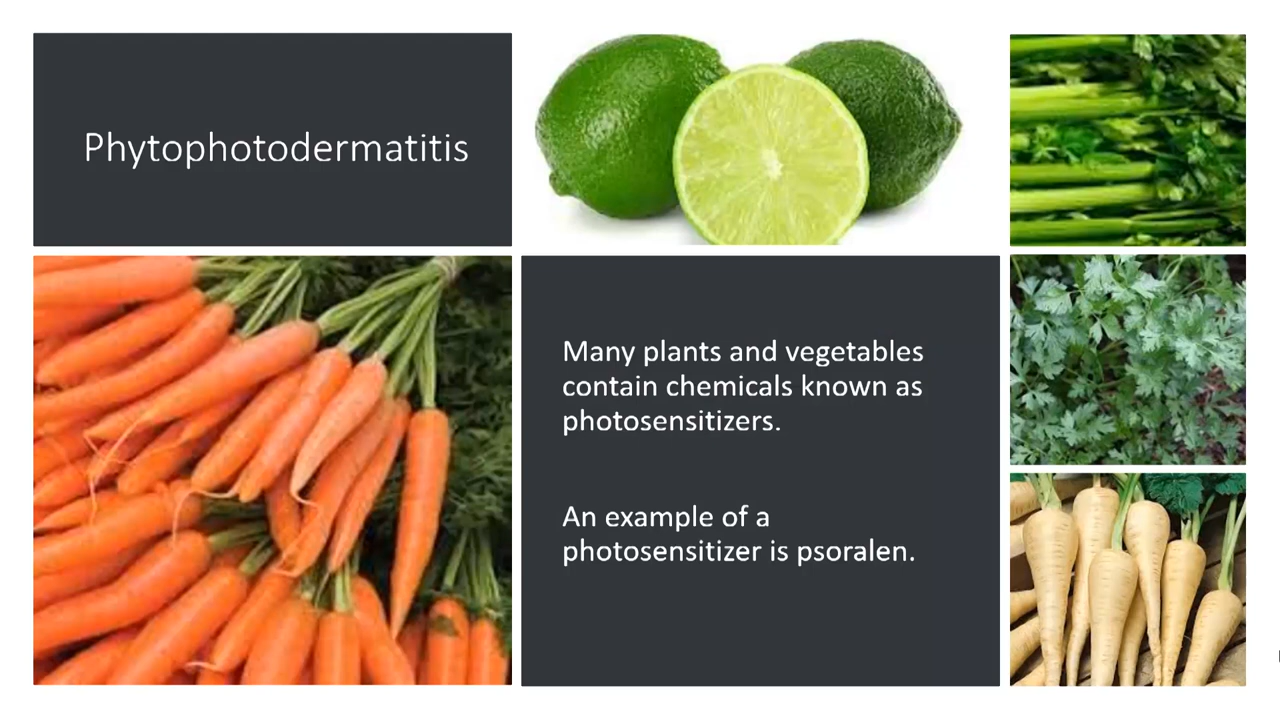 Phytophotodermatitis
Many plants and vegetables
contain chemicals known as
photosensitizers.
An example of a
photosensitizer is psoralen.